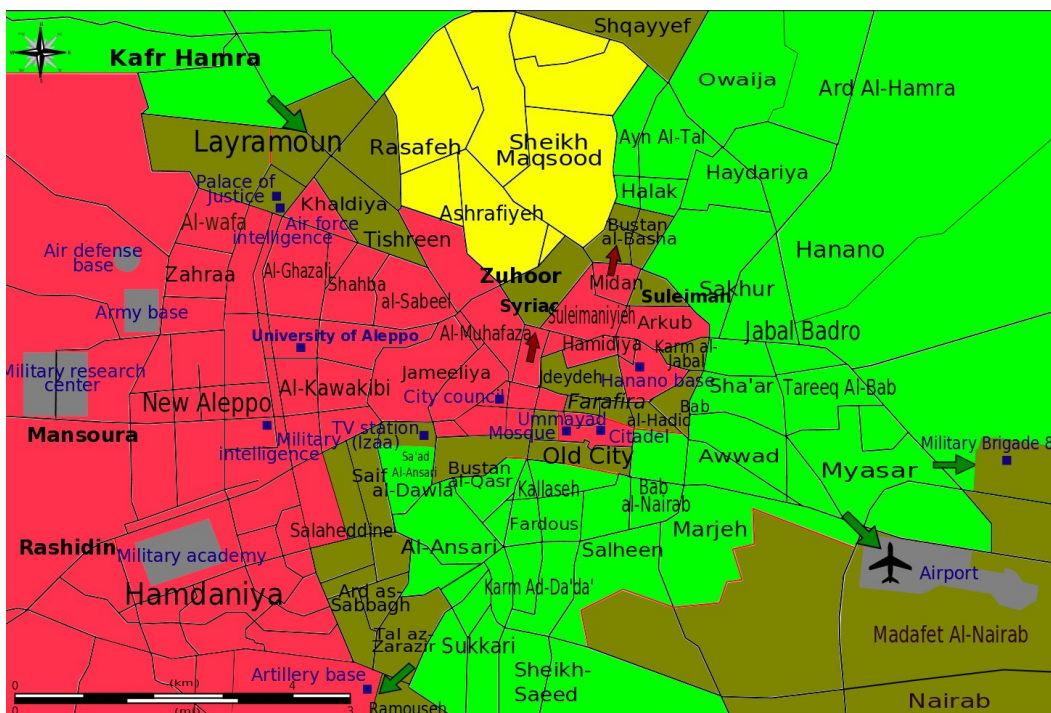 Shqayyef
Kafr Hamra
Owaija
Ard Al-Hamra
Layramoun
Rasafeh
Sheikh
Maqsood
Ayn Al-Tal
Haydariya
Palace of
Justice
Khaldiya
Halak
Al-wafa
Air force
intelligence
Ashrafiyeh
Bustan
al-Basha
Tishreen
Hanano
Air defense
base
Zahraa
Al-Ghazali
Shahba
al-Sabeel
Zuhoor
Midan
Suleiman
Sakhur
Army base
Syriac
Suleimaniyjeh
Arkub
Jabal Badro
University of Aleppo
Al-Muhafaza
Hamidiya
Karm al-
Jabal
Military research
center
Al-Kawakibi
Jameeliya
Jdeydeh
Hanano base
Sha'ar
Tareeq Al-Bab
New Aleppo
City council
Farafira
Bab
al-Hadid
Mansoura
Military
intelligence
TV station
(Izaa)
Ummayad
Mosque
Citadel
Old City
Awwad
Myasar
Military Brigade 8
Sa'ad
Al-Ansari
Saif
al-Dawla
Bustan
al-Qasr
Kallaseh
Bab
al-Nairab
Rashidin
Military academy
Salaheddine
Al-Ansari
Fardous
Salheen
Marjeh
Airport
Hamdaniya
Ard as-
Sabbagh
Karm Ad-Da'da'
Tal az-
Zarazir
Sukkari
Madafet Al-Nairab
Artillery base
Sheikh-
Saeed
Ramouseh
Nairab
0 (km) 4
0 (mi) 3